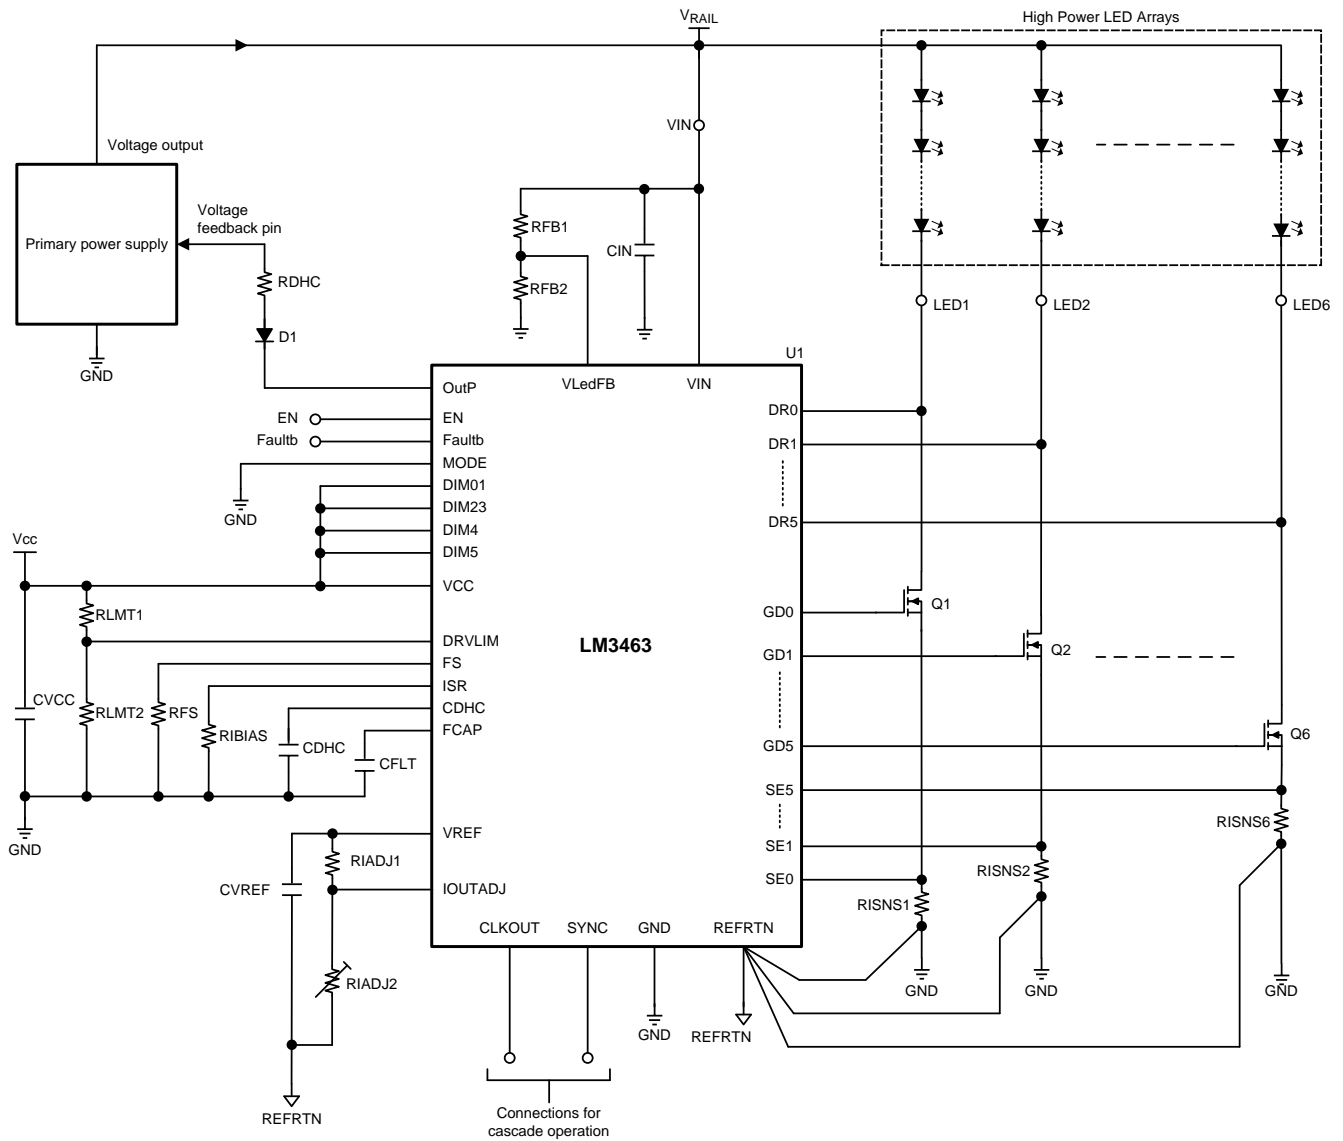 VRAIL
High Power LED Arrays
VIN
Voltage output
Voltage
feedback pin
Primary power supply
RFB1
CIN
RDHC
RFB2
LED1
LED2
LED6
D1
GND
U1
OutP
VLedFB
VIN
EN
EN
DR0
Faultb
Faultb
DR1
MODE
DIM01
GND
DIM23
DR5
DIM4
Vcc
DIM5
VCC
RLMT1
GD0
Q1
DRVLIM
LM3463
FS
GD1
Q2
ISR
CVCC
RLMT2
RFS
CDHC
RIBIAS
FCAP
CDHC
GD5
Q6
CFLT
SE5
RISNS6
GND
VREF
SE1
RIADJ1
RISNS2
CVREF
IOUTADJ
SE0
RISNS1
CLKOUT
SYNC
GND
REFRTN
RIADJ2
GND
GND
GND
GND
REFRTN
REFRTN
Connections for
cascade operation